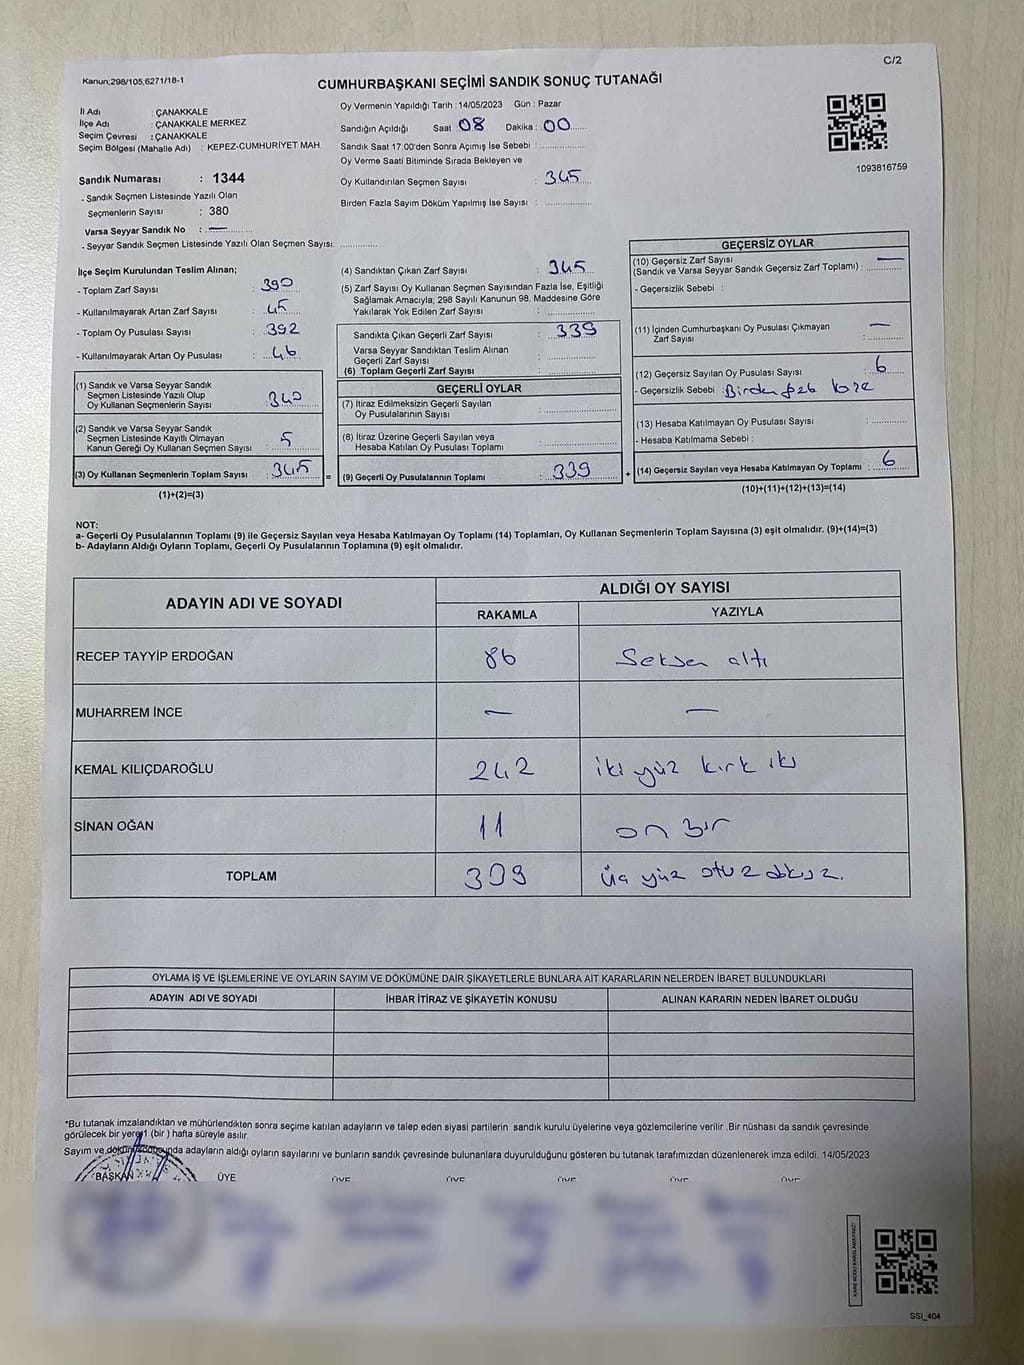 C/2
Kanun;298/105,6271/18-1
CUMHURBAŞKANI SEÇİMİ SANDIK SONUÇ TUTANAĞI
İl Adı : ÇANAKKALE
İlçe Adı : ÇANAKKALE MERKEZ
Seçim Çevresi : ÇANAKKALE
Seçim Bölgesi (Mahalle Adı) : KEPEZ-CUMHURİYET MAH.
Sandık Numarası : 1344
- Sandık Seçmen Listesinde Yazılı Olan
Seçmenlerin Sayısı : 380
Varsa Seyyar Sandık No : —
- Seyyar Sandık Seçmen Listesinde Yazılı Olan Seçmen Sayısı: ............
Oy Vermenin Yapıldığı Tarih : 14/05/2023 Gün : Pazar
Sandığın Açıldığı Saat : 08 Dakika : 00
Sandık Saat 17:00'den Sonra Açımış İse Sebebi : ............
Oy Verme Saati Bitiminde Sırada Bekleyen ve
Oy Kullandırılan Seçmen Sayısı : 345
Birden Fazla Sayım Döküm Yapılmış İse Sayısı : ............
1093816759
İlçe Seçim Kurulundan Teslim Alınan;
- Toplam Zarf Sayısı : 390
- Kullanılmayarak Artan Zarf Sayısı : 45
- Toplam Oy Pusulası Sayısı : 392
- Kullanılmayarak Artan Oy Pusulası : 46
(1) Sandık ve Varsa Seyyar Sandık
Seçmen Listesinde Yazılı Olup
Oy Kullanan Seçmenlerin Sayısı : 340
(2) Sandık ve Varsa Seyyar Sandık
Seçmen Listesinde Kayıtlı Olmayan
Kanun Gereği Oy Kullanan Seçmen Sayısı : 5
(3) Oy Kullanan Seçmenlerin Toplam Sayısı : 345
(1)+(2)=(3)
=
(4) Sandıktan Çıkan Zarf Sayısı : 345
(5) Zarf Sayısı Oy Kullanan Seçmen Sayısından Fazla İse, Eşitliği
Sağlamak Amacıyla; 298 Sayılı Kanunun 98. Maddesine Göre
Yakılarak Yok Edilen Zarf Sayısı : ............
Sandıkta Çıkan Geçerli Zarf Sayısı : 339
Varsa Seyyar Sandıktan Teslim Alınan
Geçerli Zarf Sayısı : ............
(6) Toplam Geçerli Zarf Sayısı : ............
GEÇERLİ OYLAR
(7) İtiraz Edilmeksizin Geçerli Sayılan
Oy Pusulalarının Sayısı : ............
(8) İtiraz Üzerine Geçerli Sayılan veya
Hesaba Katılan Oy Pusulası Toplamı : ............
(9) Geçerli Oy Pusulalarının Toplamı : 339
+
GEÇERSİZ OYLAR
(10) Geçersiz Zarf Sayısı
(Sandık ve Varsa Seyyar Sandık Geçersiz Zarf Toplamı) : —
- Geçersizlik Sebebi :
(11) İçinden Cumhurbaşkanı Oy Pusulası Çıkmayan
Zarf Sayısı : —
(12) Geçersiz Sayılan Oy Pusulası Sayısı : 6
- Geçersizlik Sebebi :
(13) Hesaba Katılmayan Oy Pusulası Sayısı : ............
- Hesaba Katılmama Sebebi :
(14) Geçersiz Sayılan veya Hesaba Katılmayan Oy Toplamı : 6
(10)+(11)+(12)+(13)=(14)
NOT:
a- Geçerli Oy Pusulalarının Toplamı (9) ile Geçersiz Sayılan veya Hesaba Katılmayan Oy Toplamı (14) Toplamları, Oy Kullanan Seçmenlerin Toplam Sayısına (3) eşit olmalıdır. (9)+(14)=(3)
b- Adayların Aldığı Oyların Toplamı, Geçerli Oy Pusulalarının Toplamına (9) eşit olmalıdır.
ADAYIN ADI VE SOYADI
ALDIĞI OY SAYISI
RAKAMLA YAZIYLA
RECEP TAYYİP ERDOĞAN 86 Seksen altı
MUHARREM İNCE — —
KEMAL KILIÇDAROĞLU 242 iki yüz kırk iki
SİNAN OĞAN 11 on bir
TOPLAM 339 üç yüz otuz dokuz.
OYLAMA İŞ VE İŞLEMLERİNE VE OYLARIN SAYIM VE DÖKÜMÜNE DAİR ŞİKAYETLERLE BUNLARA AİT KARARLARIN NELERDEN İBARET BULUNDUKLARI
ADAYIN ADI VE SOYADI İHBAR İTİRAZ VE ŞİKAYETİN KONUSU ALINAN KARARIN NEDEN İBARET OLDUĞU
*Bu tutanak imzalandıktan ve mühürlendikten sonra seçime katılan adayların ve talep eden siyasi partilerin sandık kurulu üyelerine veya gözlemcilerine verilir. Bir nüshası da sandık çevresinde
görülecek bir yere 1 (bir) hafta süreyle asılır.
Sayım ve dökün sonunda adayların aldığı oyların sayılarını ve bunların sandık çevresinde bulunanlara duyurulduğunu gösteren bu tutanak tarafımızdan düzenlenerek imza edildi. 14/05/2023
BAŞKAN ÜYE ÜYE ÜYE ÜYE ÜYE ÜYE
SSI_404